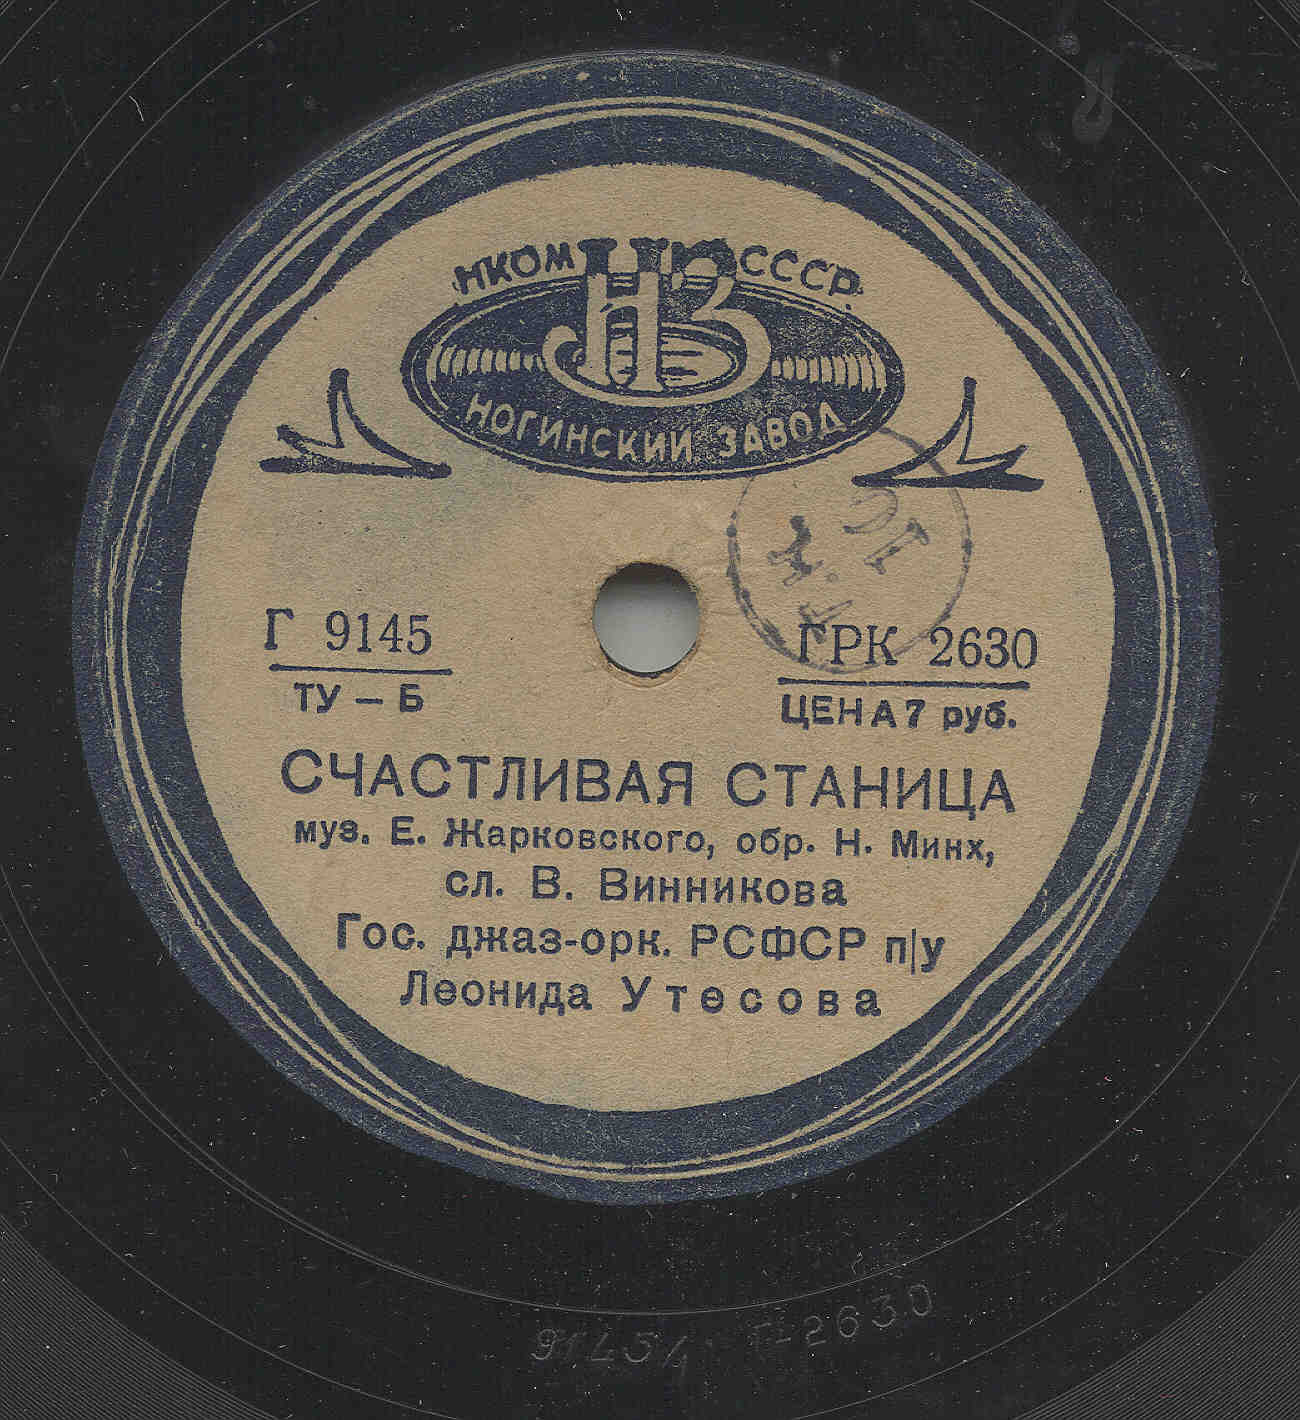 НКОМ СССР
НЗ
НОГИНСКИЙ ЗАВОД
Г 9145
ТУ – Б
ГРК 2630
ЦЕНА 7 руб.
СЧАСТЛИВАЯ СТАНИЦА
муз. Е. Жарковского, обр. Н. Минх,
сл. В. Винникова
Гос. джаз-орк. РСФСР п|у
Леонида Утесова
2630